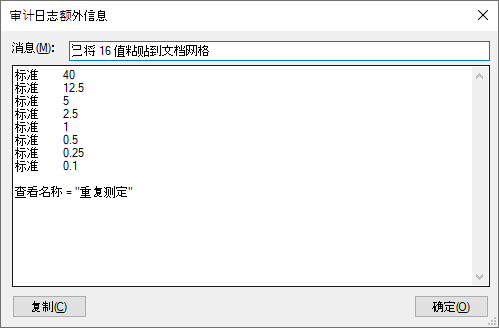 审计日志额外信息
消息(M):
已将 16 值粘贴到文档网格
标准 40
标准 12.5
标准 5
标准 2.5
标准 1
标准 0.5
标准 0.25
标准 0.1
查看名称 = "重复测定"
复制(C)
确定(O)